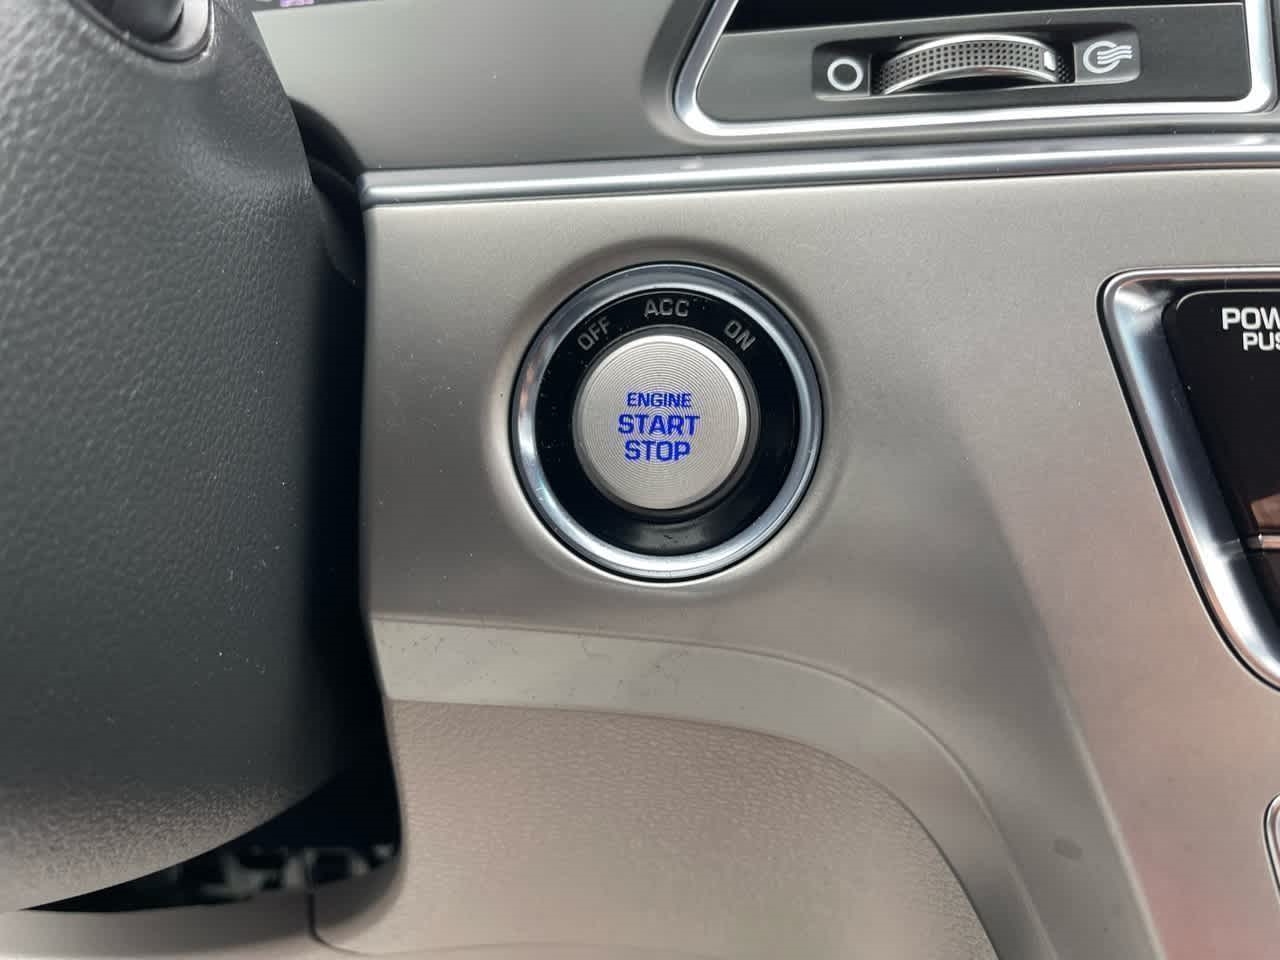 OFF ACC ON
ENGINE
START
STOP
POW
PUS